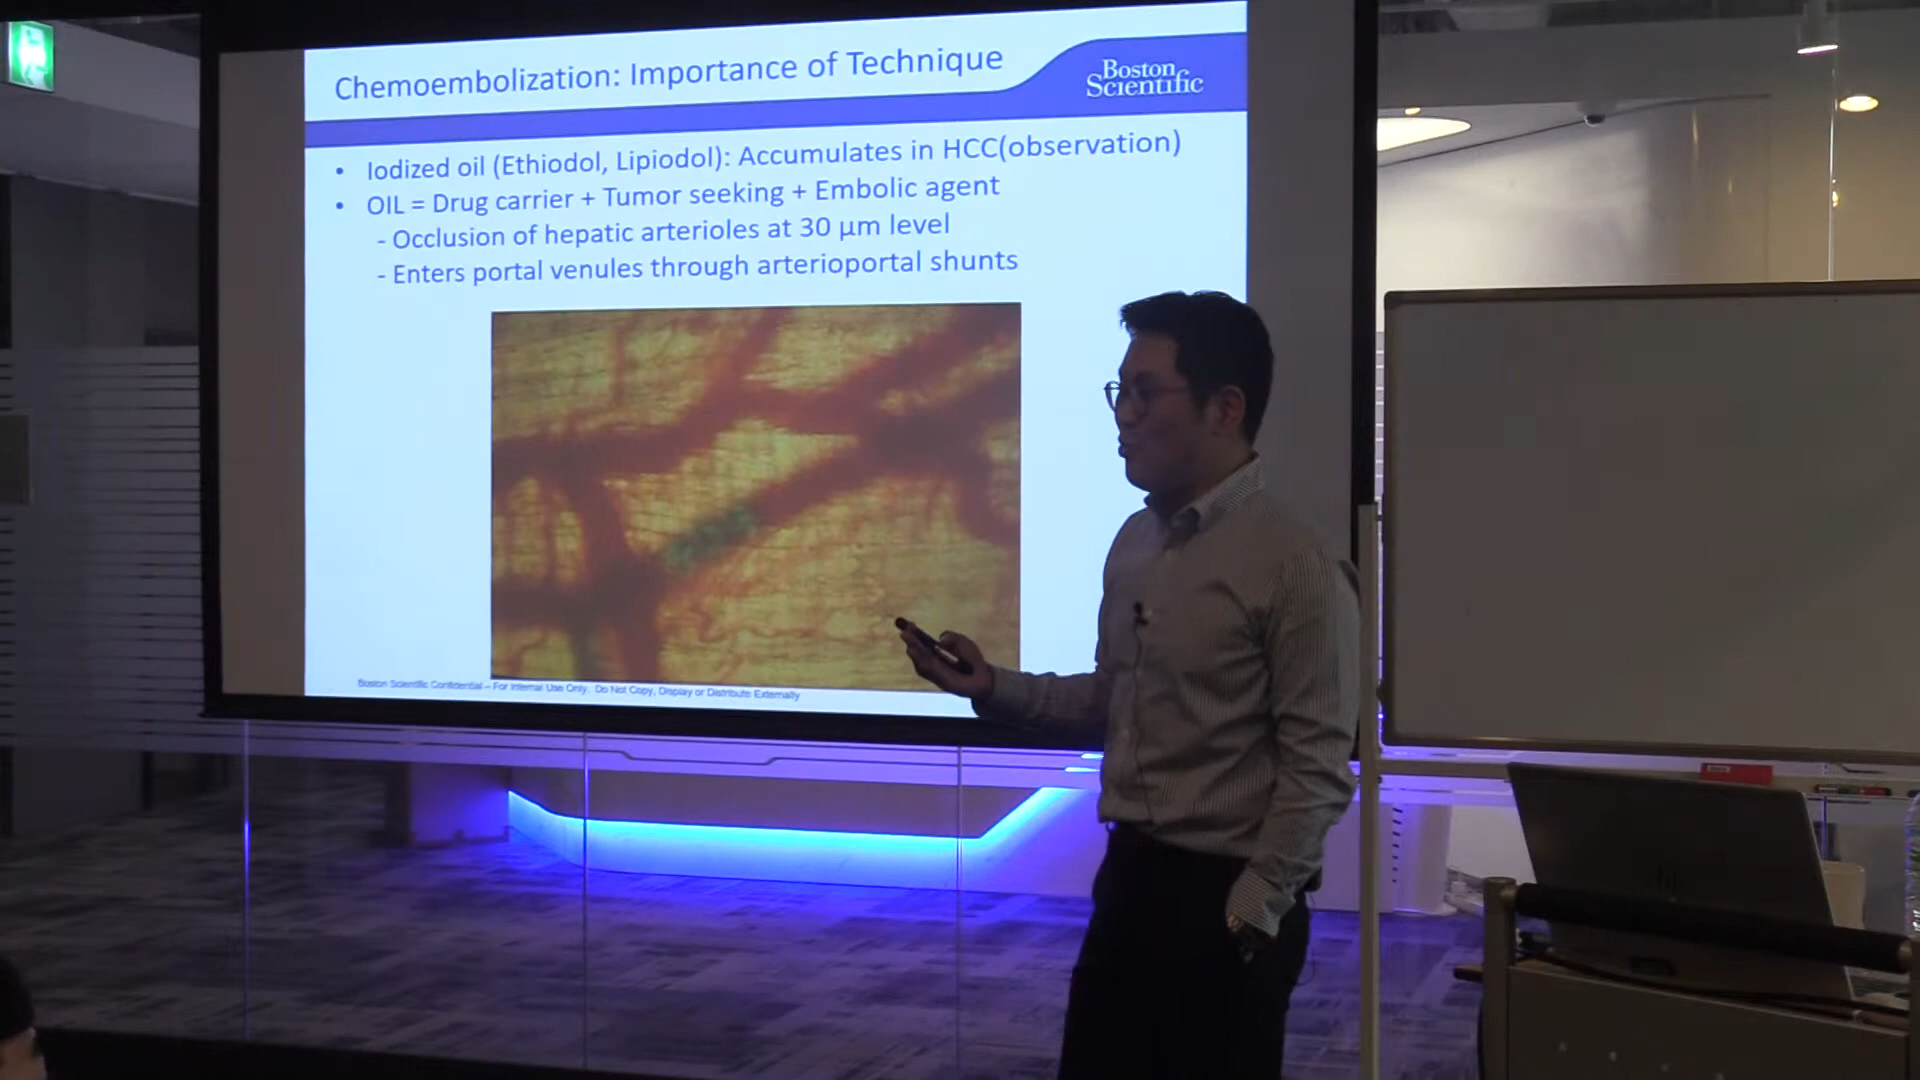 Chemoembolization: Importance of Technique
Boston
Scientific
• Iodized oil (Ethiodol, Lipiodol): Accumulates in HCC(observation)
• OIL = Drug carrier + Tumor seeking + Embolic agent
- Occlusion of hepatic arterioles at 30 µm level
- Enters portal venules through arterioportal shunts
Boston Scientific Confidential – For Internal Use Only. Do Not Copy, Display or Distribute Externally